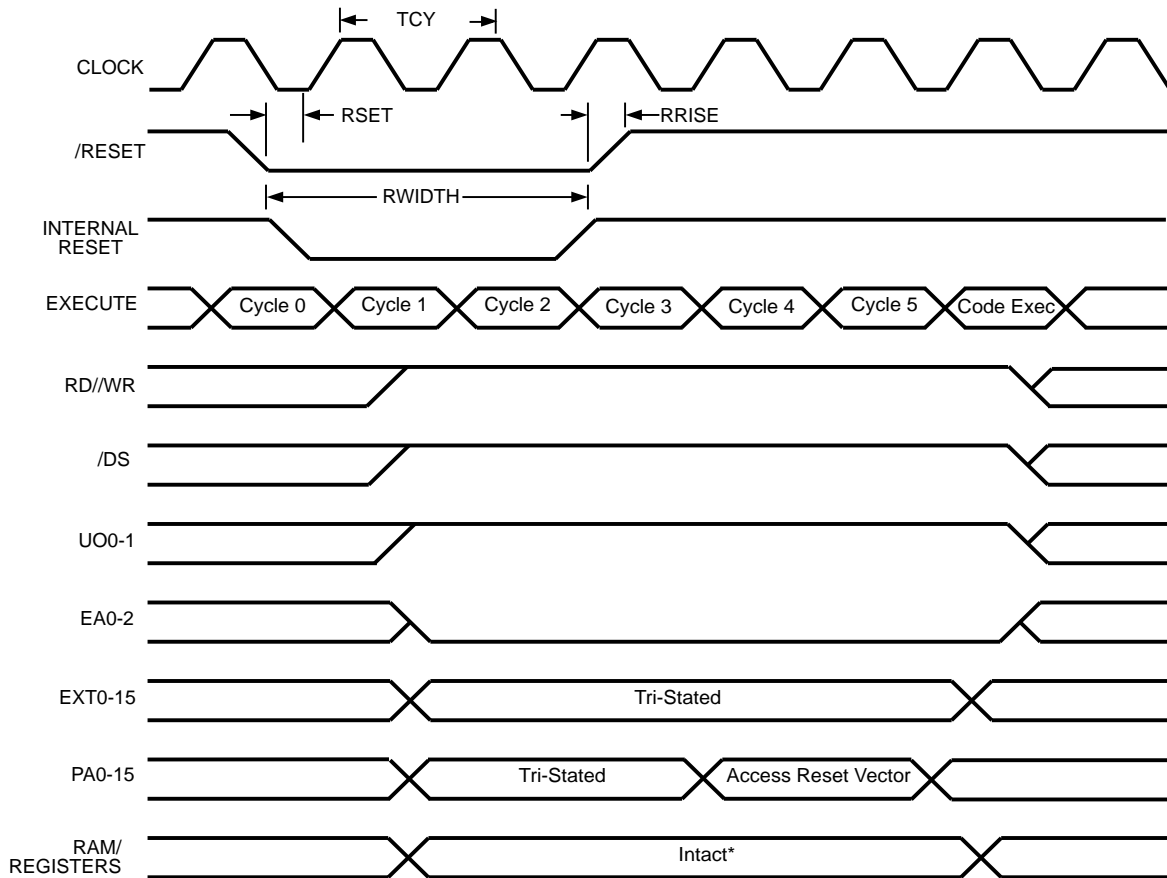 TCY
CLOCK
RSET
RRISE
/RESET
RWIDTH
INTERNAL
RESET
EXECUTE
Cycle 0
Cycle 1
Cycle 2
Cycle 3
Cycle 4
Cycle 5
Code Exec
RD//WR
/DS
UO0-1
EA0-2
EXT0-15
Tri-Stated
PA0-15
Tri-Stated
Access Reset Vector
RAM/
REGISTERS
Intact*